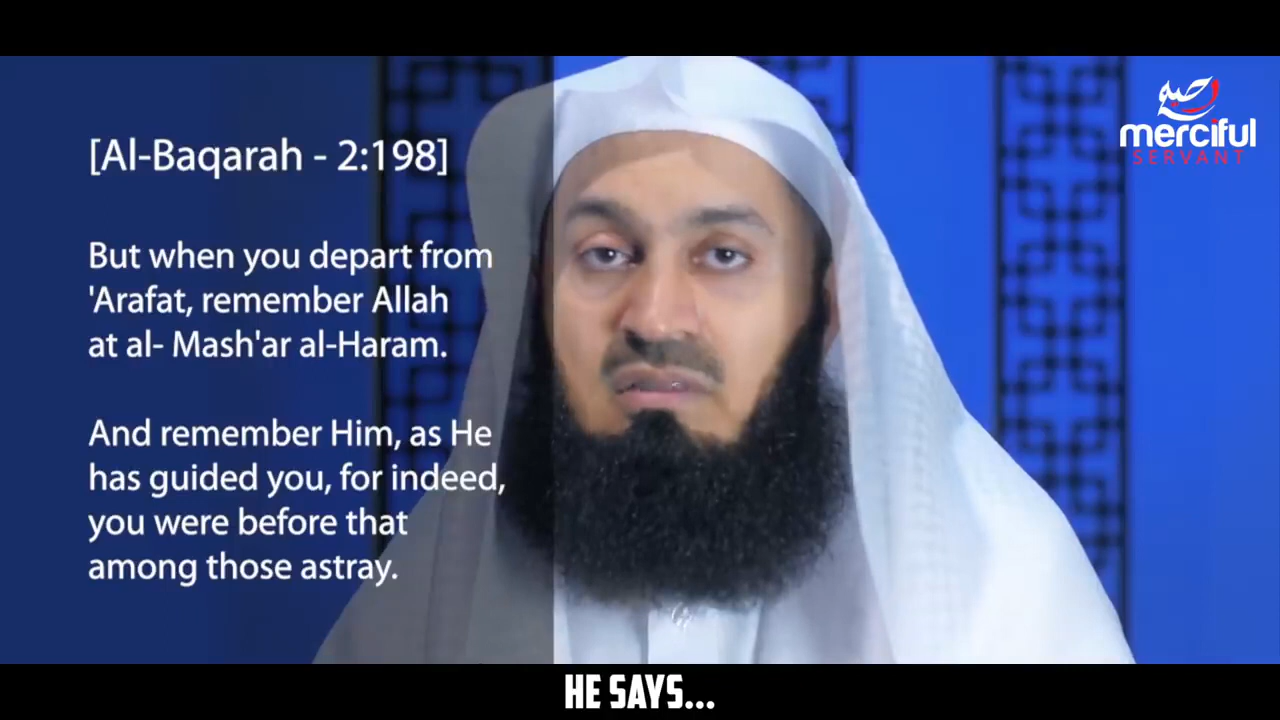 [Al-Baqarah - 2:198]
But when you depart from
'Arafat, remember Allah
at al- Mash'ar al-Haram.
And remember Him, as He
has guided you, for indeed,
you were before that
among those astray.
merciful
SERVANT
HE SAYS...